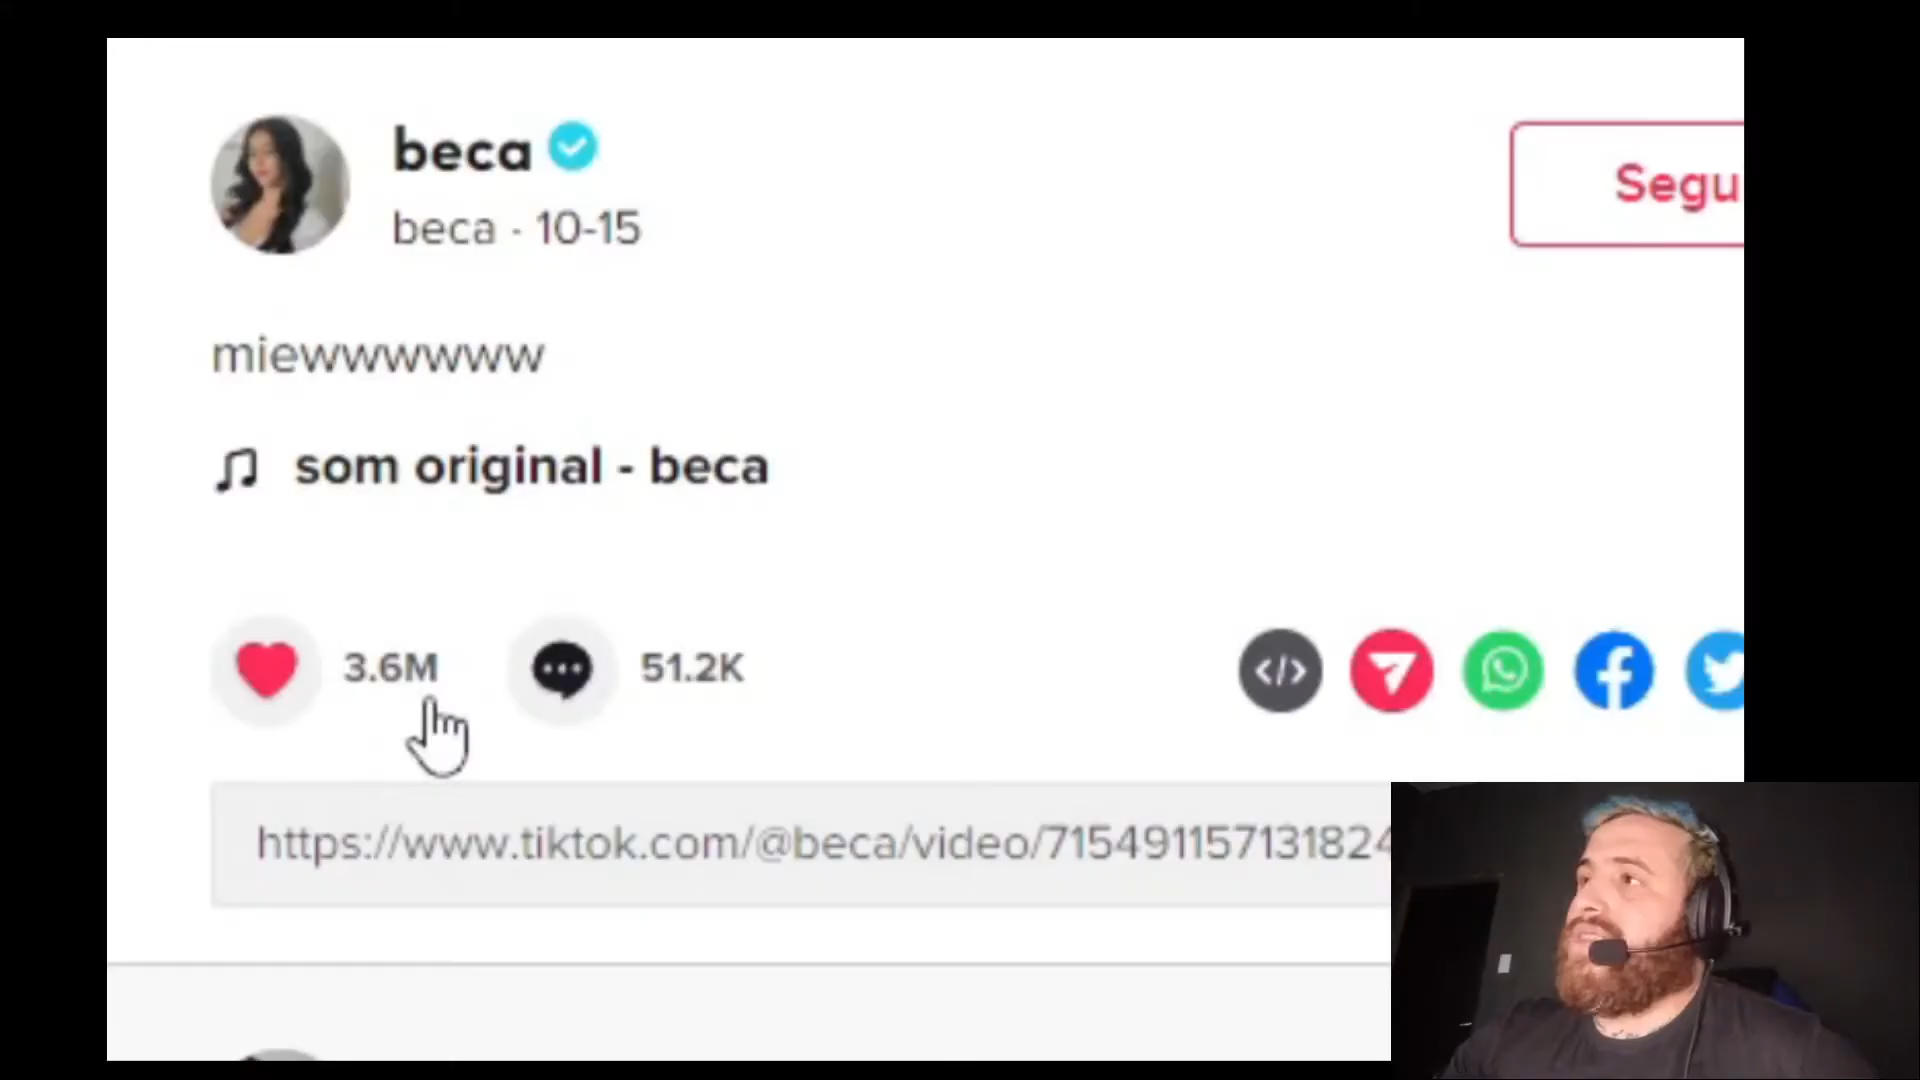 beca
beca · 10-15
Segu
miewwwwww
som original - beca
3.6M
51.2K
https://www.tiktok.com/@beca/video/715491157131824